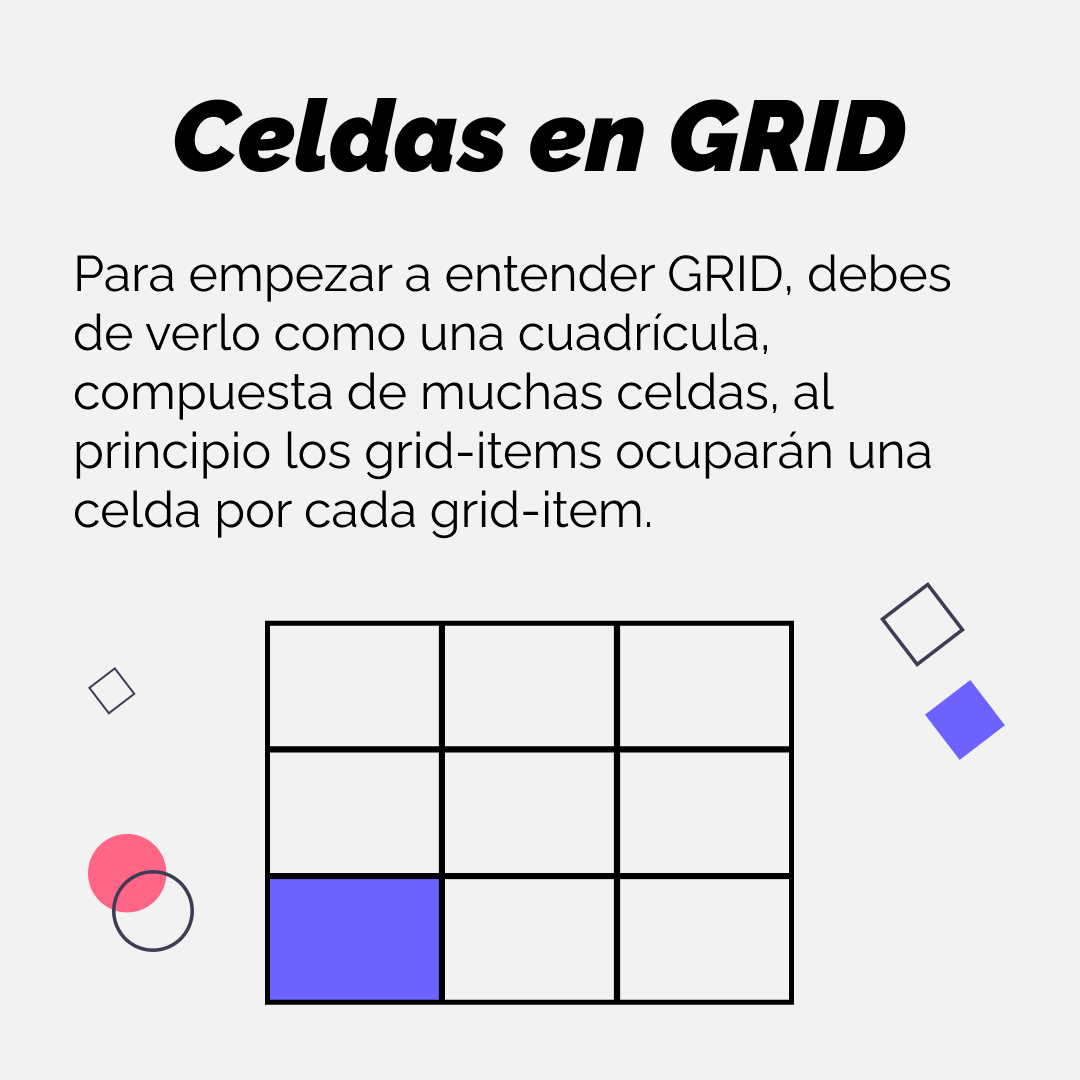 Celdas en GRID
Para empezar a entender GRID, debes
de verlo como una cuadrícula,
compuesta de muchas celdas, al
principio los grid-items ocuparán una
celda por cada grid-item.